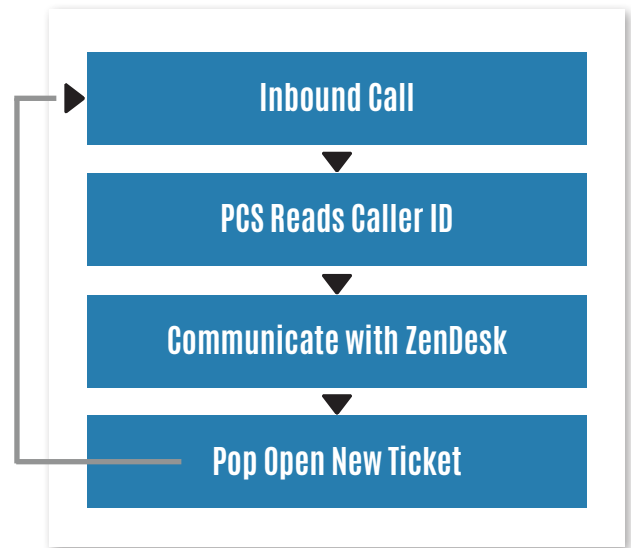 Inbound Call
PCS Reads Caller ID
Communicate with ZenDesk
Pop Open New Ticket